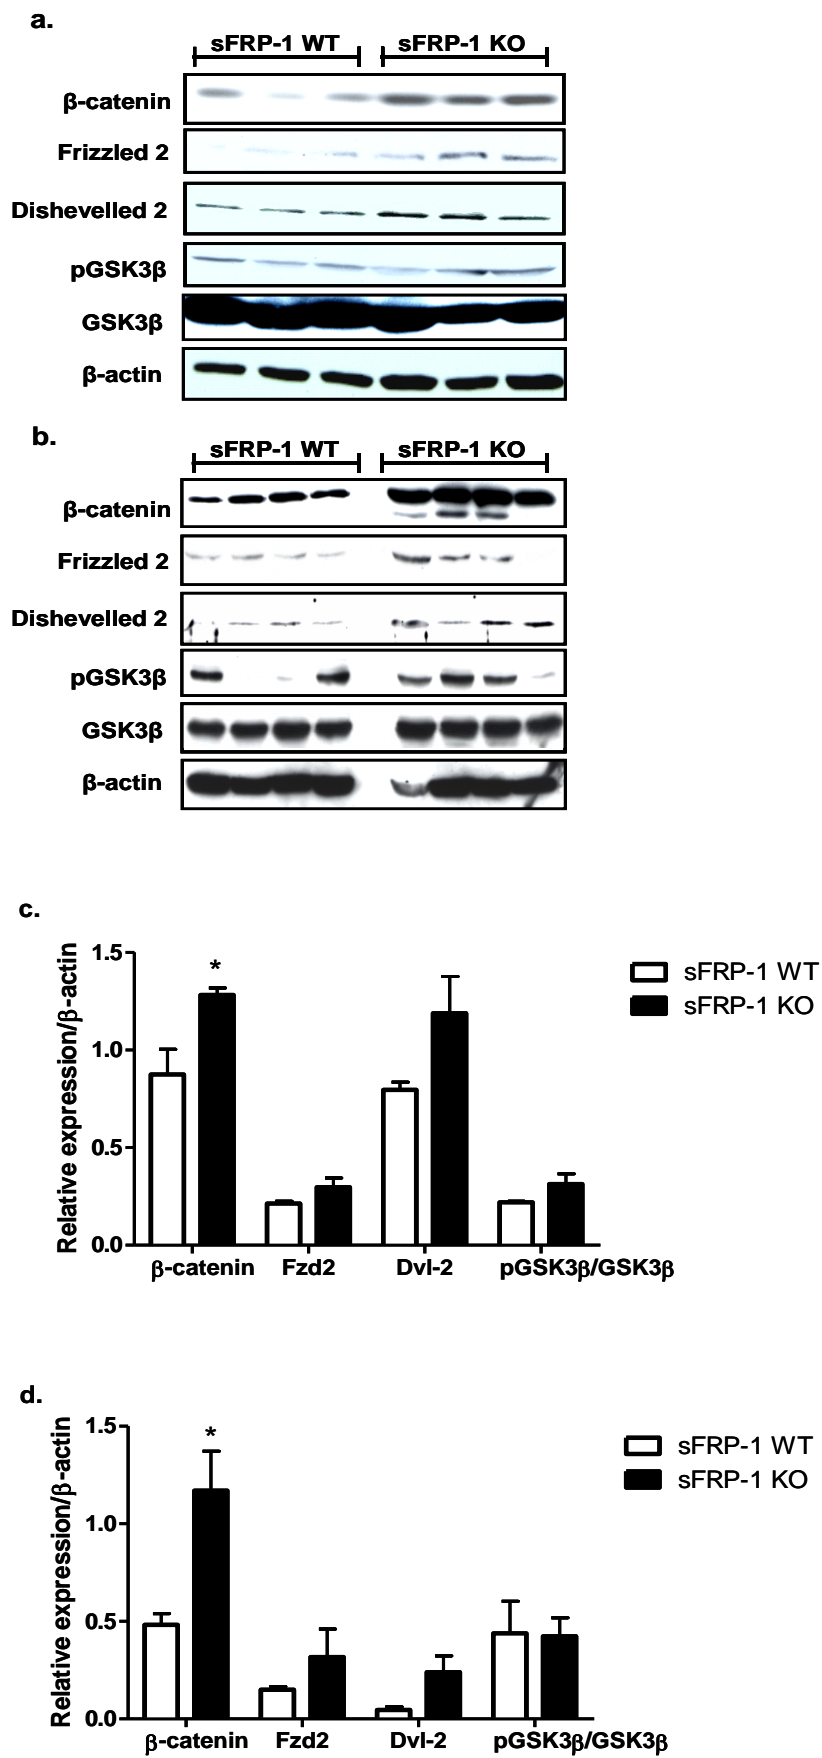 a.
sFRP-1 WT sFRP-1 KO
β-catenin
Frizzled 2
Dishevelled 2
pGSK3β
GSK3β
β-actin
b.
sFRP-1 WT sFRP-1 KO
β-catenin
Frizzled 2
Dishevelled 2
pGSK3β
GSK3β
β-actin
c.
Relative expression/β-actin
1.5
1.0
0.5
0.0
*
sFRP-1 WT
sFRP-1 KO
β-catenin Fzd2 Dvl-2 pGSK3β/GSK3β
d.
Relative expression/β-actin
1.5
1.0
0.5
0.0
*
sFRP-1 WT
sFRP-1 KO
β-catenin Fzd2 Dvl-2 pGSK3β/GSK3β